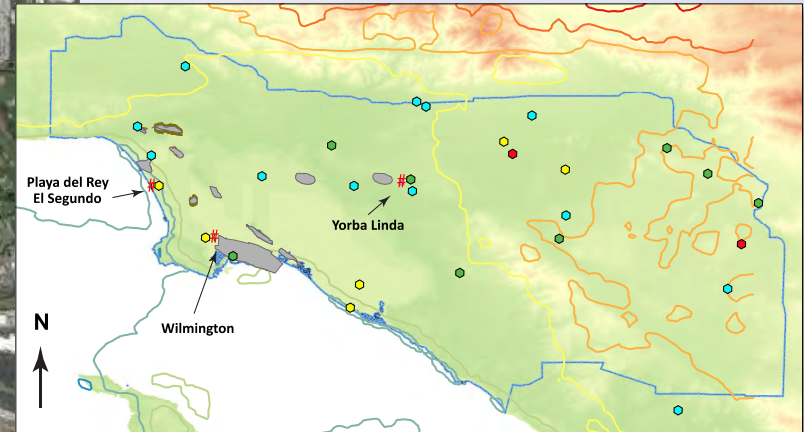 Playa del Rey
El Segundo
#
#
#
Yorba Linda
Wilmington
N